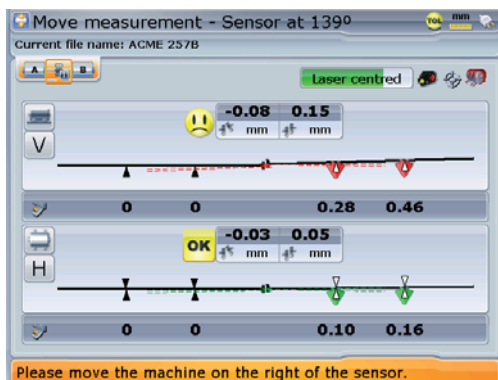 Move measurement - Sensor at 139º
TOL
mm
Current file name: ACME 257B
A
B
Laser centred
V
-0.08 0.15
mm mm
0 0 0.28 0.46
H
OK
-0.03 0.05
mm mm
0 0 0.10 0.16
Please move the machine on the right of the sensor.